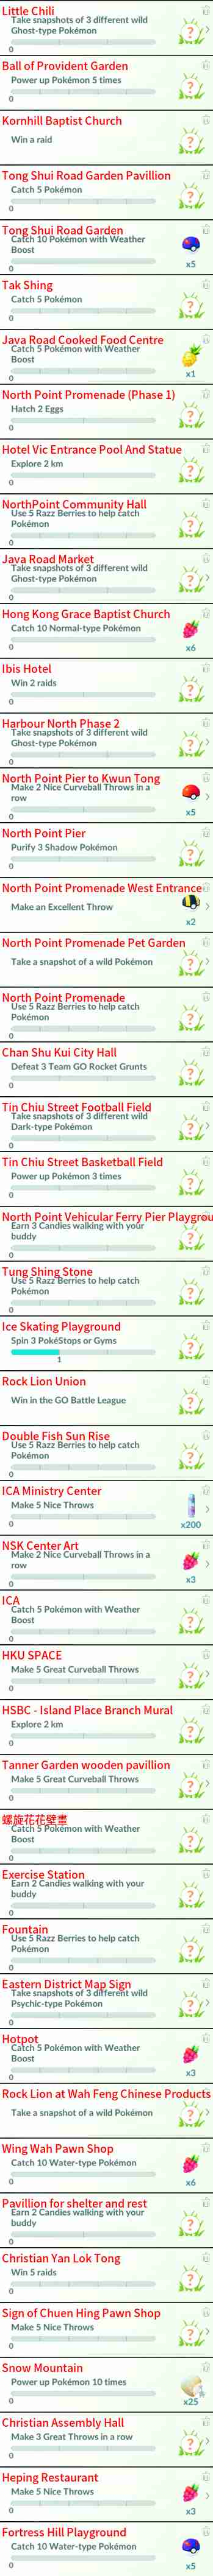 Little Chili
Take snapshots of 3 different wild
Ghost-type Pokémon
0
Ball of Provident Garden
Power up Pokémon 5 times
0
Kornhill Baptist Church
Win a raid
Tong Shui Road Garden Pavillion
Catch 5 Pokémon
0
Tong Shui Road Garden
Catch 10 Pokémon with Weather
Boost
0
x5
Tak Shing
Catch 5 Pokémon
0
Java Road Cooked Food Centre
Catch 5 Pokémon with Weather
Boost
0
x1
North Point Promenade (Phase 1)
Hatch 2 Eggs
0
Hotel Vic Entrance Pool And Statue
Explore 2 km
0
NorthPoint Community Hall
Use 5 Razz Berries to help catch
Pokémon
0
Java Road Market
Take snapshots of 3 different wild
Ghost-type Pokémon
0
Hong Kong Grace Baptist Church
Catch 10 Normal-type Pokémon
0
x6
Ibis Hotel
Win 2 raids
0
Harbour North Phase 2
Take snapshots of 3 different wild
Ghost-type Pokémon
0
North Point Pier to Kwun Tong
Make 2 Nice Curveball Throws in a
row
0
x5
North Point Pier
Purify 3 Shadow Pokémon
0
North Point Promenade West Entrance
Make an Excellent Throw
x2
North Point Promenade Pet Garden
Take a snapshot of a wild Pokémon
North Point Promenade
Use 5 Razz Berries to help catch
Pokémon
0
Chan Shu Kui City Hall
Defeat 3 Team GO Rocket Grunts
0
Tin Chiu Street Football Field
Take snapshots of 3 different wild
Dark-type Pokémon
0
Tin Chiu Street Basketball Field
Power up Pokémon 3 times
0
North Point Vehicular Ferry Pier Playgrou
Earn 3 Candies walking with your
buddy
0
Tung Shing Stone
Use 5 Razz Berries to help catch
Pokémon
0
Ice Skating Playground
Spin 3 PokéStops or Gyms
1
Rock Lion Union
Win in the GO Battle League
Double Fish Sun Rise
Use 5 Razz Berries to help catch
Pokémon
0
ICA Ministry Center
Make 5 Nice Throws
0
x200
NSK Center Art
Make 2 Nice Curveball Throws in a
row
0
x3
ICA
Catch 5 Pokémon with Weather
Boost
0
HKU SPACE
Make 5 Great Curveball Throws
0
HSBC - Island Place Branch Mural
Explore 2 km
0
Tanner Garden wooden pavillion
Make 5 Great Curveball Throws
0
螺旋花花壁畫
Catch 5 Pokémon with Weather
Boost
0
Exercise Station
Earn 2 Candies walking with your
buddy
0
Fountain
Use 5 Razz Berries to help catch
Pokémon
0
Eastern District Map Sign
Take snapshots of 3 different wild
Psychic-type Pokémon
0
Hotpot
Catch 5 Pokémon with Weather
Boost
0
x3
Rock Lion at Wah Feng Chinese Products
Take a snapshot of a wild Pokémon
Wing Wah Pawn Shop
Catch 10 Water-type Pokémon
0
x6
Pavillion for shelter and rest
Earn 2 Candies walking with your
buddy
0
Christian Yan Lok Tong
Win 5 raids
0
Sign of Chuen Hing Pawn Shop
Make 5 Nice Throws
0
Snow Mountain
Power up Pokémon 10 times
0
x25
Christian Assembly Hall
Make 3 Great Throws in a row
0
Heping Restaurant
Make 5 Nice Throws
0
x3
Fortress Hill Playground
Catch 10 Water-type Pokémon
0
x5